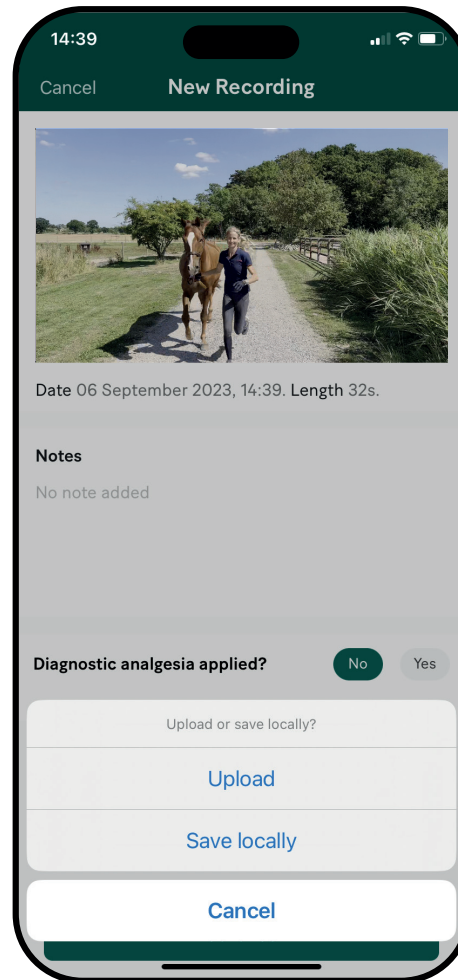 14:39
Cancel New Recording
Date 06 September 2023, 14:39. Length 32s.
Notes
No note added
Diagnostic analgesia applied? No Yes
Upload or save locally?
Upload
Save locally
Cancel